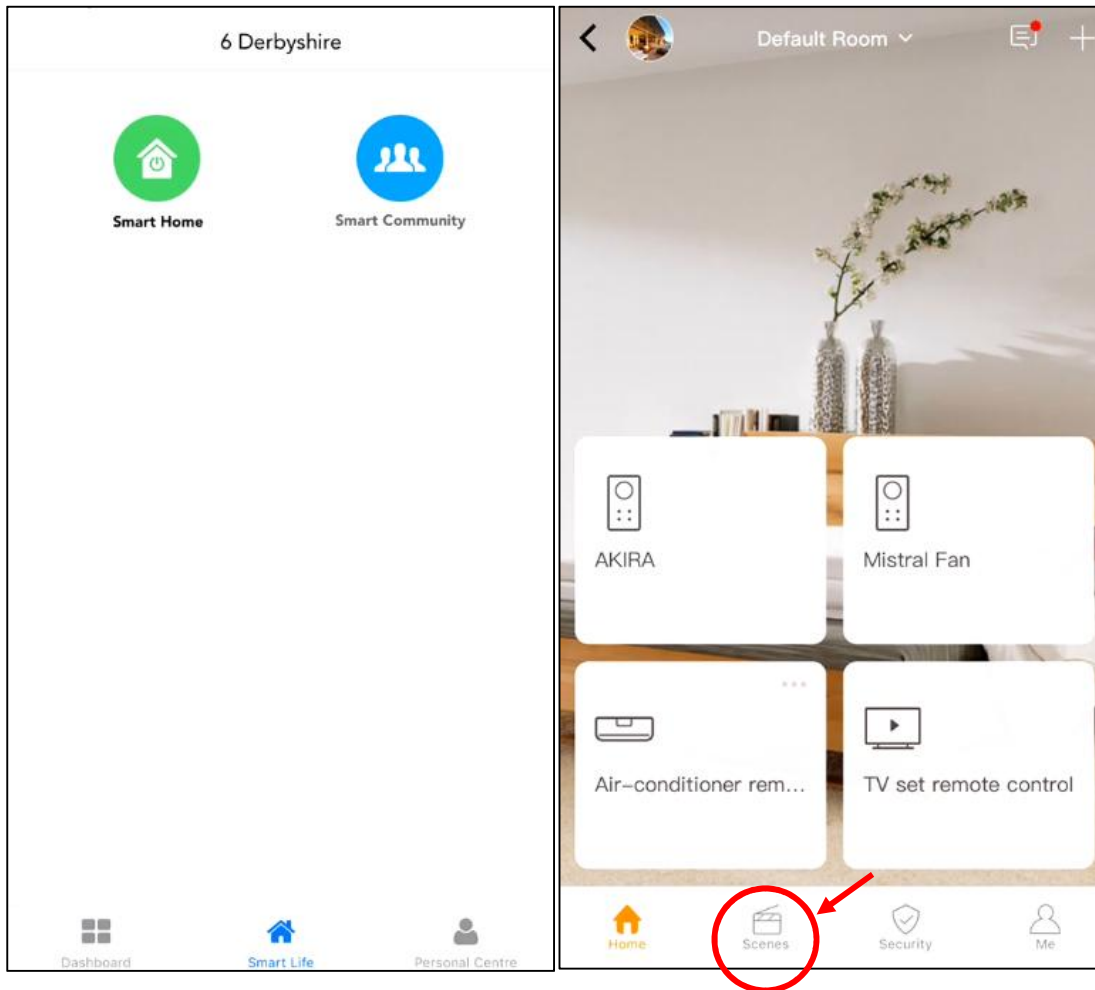 6 Derbyshire
Smart Home
Smart Community
Dashboard
Smart Life
Personal Centre
Default Room
AKIRA
Mistral Fan
Air-conditioner rem...
TV set remote control
Home
Scenes
Security
Me